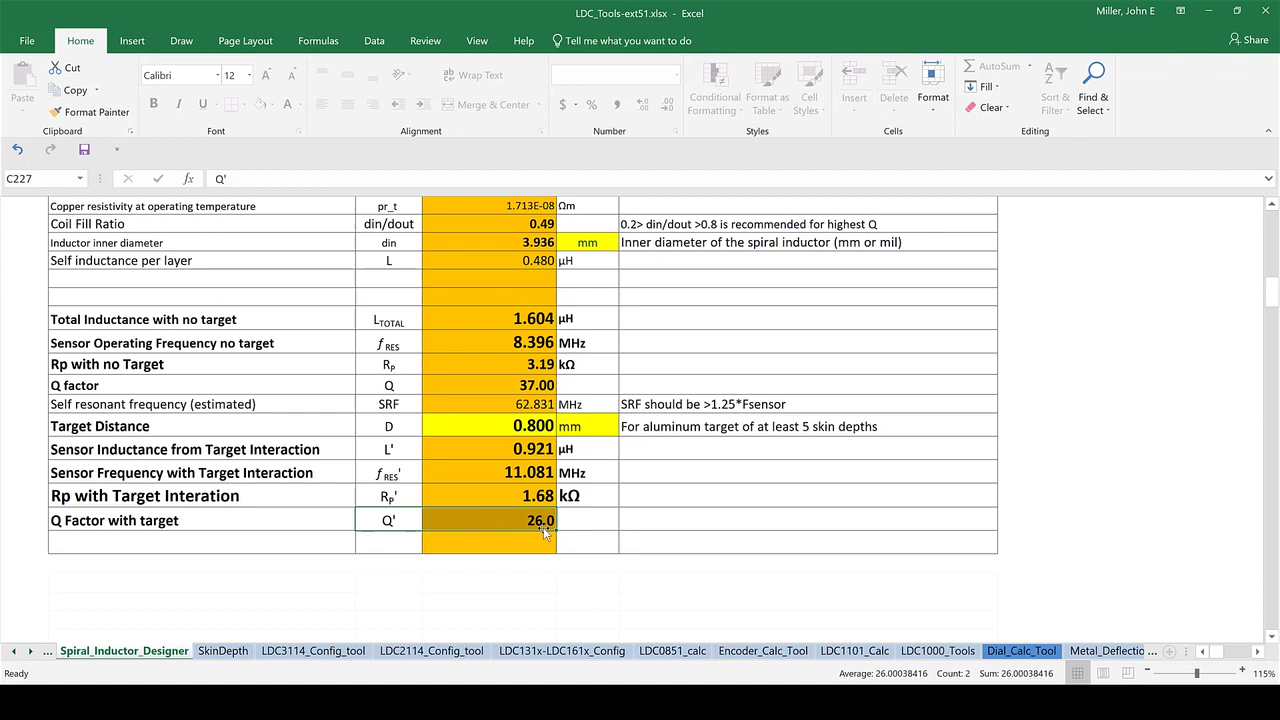 LDC_Tools-ext51.xlsx - Excel
Miller, John E
File Home Insert Draw Page Layout Formulas Data Review View Help Tell me what you want to do Share
Paste
Cut
Copy
Format Painter
Clipboard
Calibri 12
B I U A
Font
Wrap Text
Merge & Center
Alignment
$ % ,
Number
Conditional Formatting
Format as Table
Cell Styles
Styles
Insert
Delete
Format
Cells
AutoSum
Fill
Clear
Sort & Filter
Find & Select
Editing
C227 fx Q'
Copper resistivity at operating temperature pr_t 1.713E-08 Ωm
Coil Fill Ratio din/dout 0.49 0.2> din/dout >0.8 is recommended for highest Q
Inductor inner diameter din 3.936 mm Inner diameter of the spiral inductor (mm or mil)
Self inductance per layer L 0.480 µH
Total Inductance with no target LTOTAL 1.604 µH
Sensor Operating Frequency no target ƒRES 8.396 MHz
Rp with no Target RP 3.19 kΩ
Q factor Q 37.00
Self resonant frequency (estimated) SRF 62.831 MHz SRF should be >1.25*Fsensor
Target Distance D 0.800 mm For aluminum target of at least 5 skin depths
Sensor Inductance from Target Interaction L' 0.921 µH
Sensor Frequency with Target Interaction ƒRES' 11.081 MHz
Rp with Target Interation RP' 1.68 kΩ
Q Factor with target Q' 26.0
... Spiral_Inductor_Designer SkinDepth LDC3114_Config_tool LDC2114_Config_tool LDC131x-LDC161x_Config LDC0851_calc Encoder_Calc_Tool LDC1101_Calc LDC1000_Tools Dial_Calc_Tool Metal_Deflectio ...
Ready Average: 26.00038416 Count: 2 Sum: 26.00038416 115%